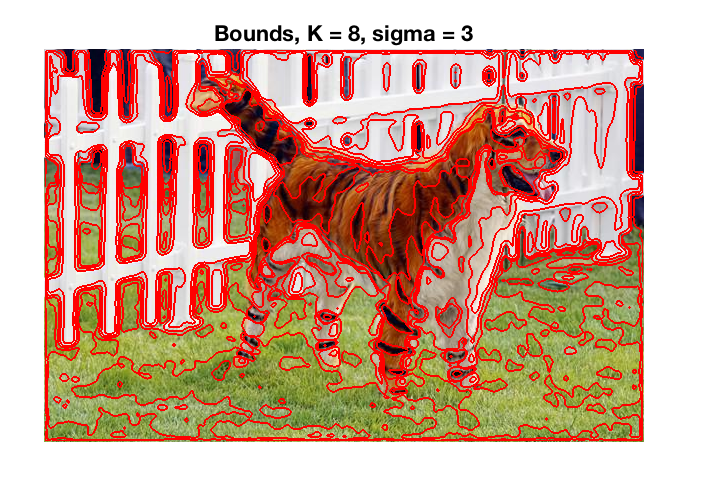 Bounds, K = 8, sigma = 3